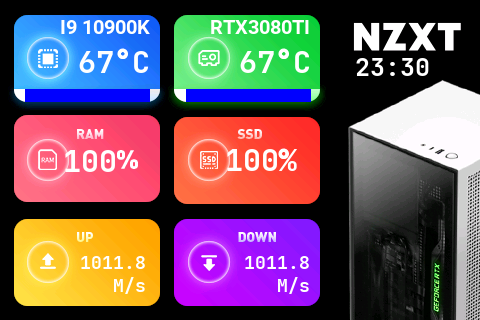 I9 10900K
67°C
RTX3080TI
67°C
NZXT
23:30
RAM
RAM
100%
SSD
SSD
100%
UP
1011.8
M/s
DOWN
1011.8
M/s
GEFORCE RTX